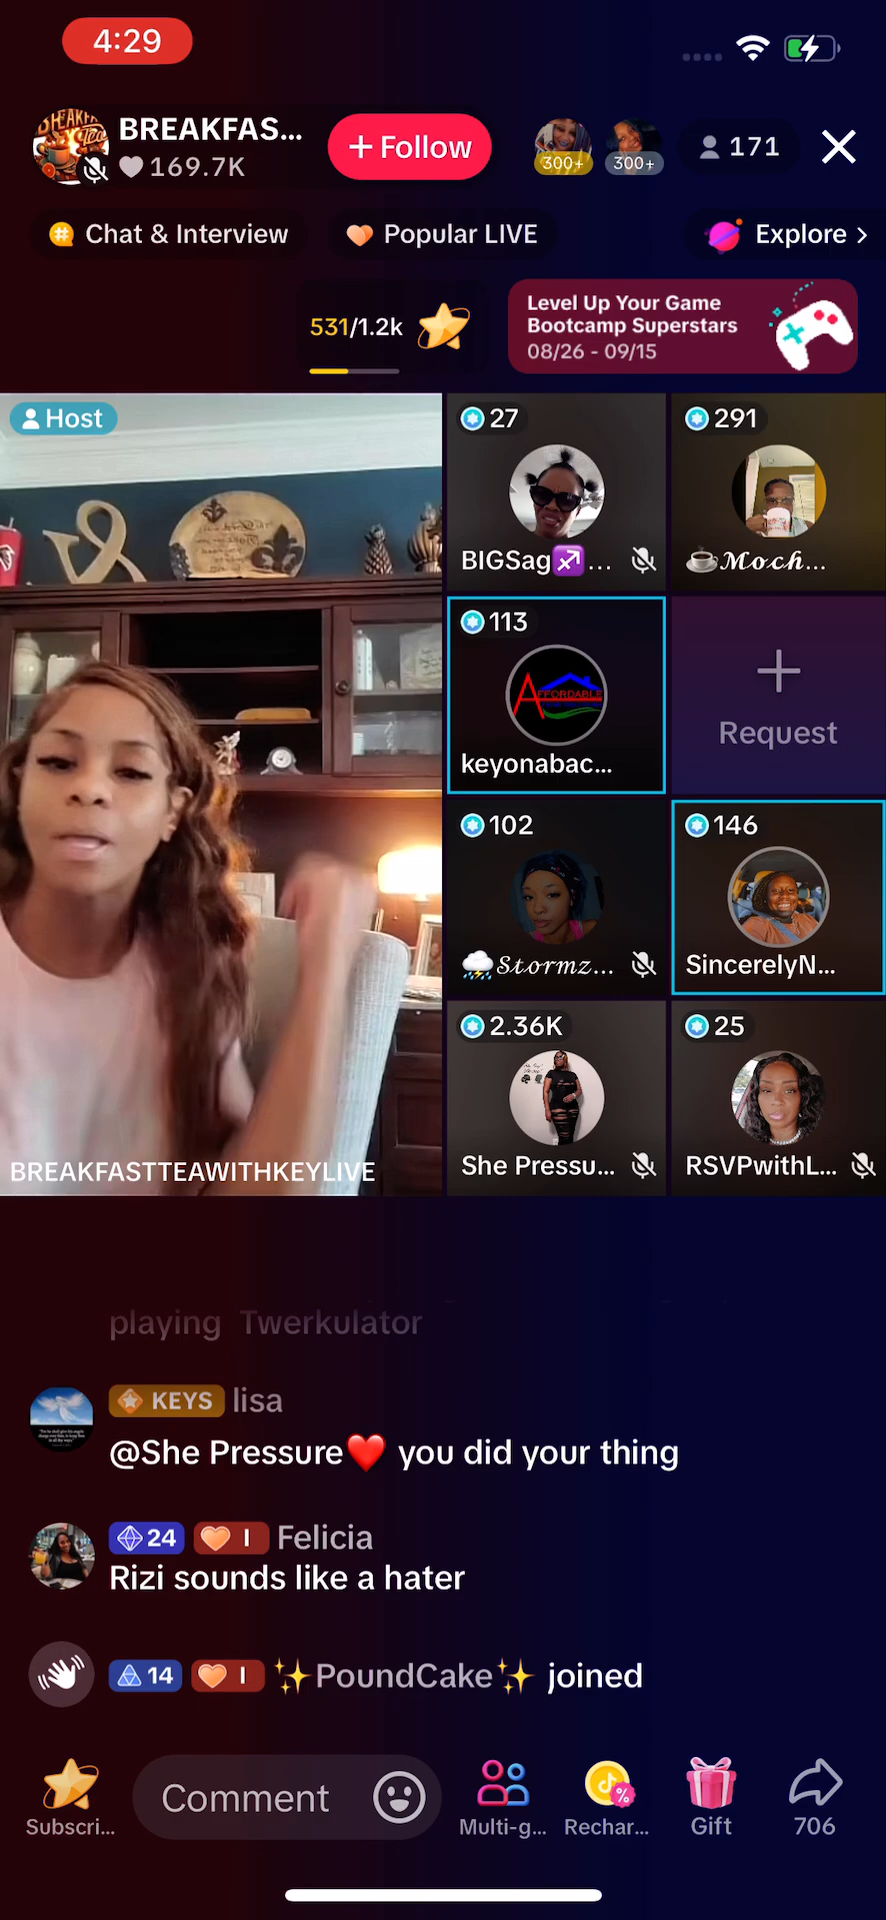 4:29
BREAKFAS...
169.7K
+ Follow
300+
300+
171
Chat & Interview
Popular LIVE
Explore >
531/1.2k
Level Up Your Game
Bootcamp Superstars
08/26 - 09/15
Host
27
BIGSag♐...
291
☕𝓜𝓸𝓬𝓱...
113
AFFORDABLE
keyonabac...
Request
102
⛈️𝓢𝓽𝓸𝓻𝓶𝔃...
146
SincerelyN...
2.36K
She Pressu...
25
RSVPwithL...
BREAKFASTTEAWITHKEYLIVE
playing Twerkulator
KEYS lisa
@She Pressure❤️ you did your thing
24 I Felicia
Rizi sounds like a hater
14 I ✨PoundCake✨ joined
Subscri...
Comment
Multi-g...
Rechar...
Gift
706